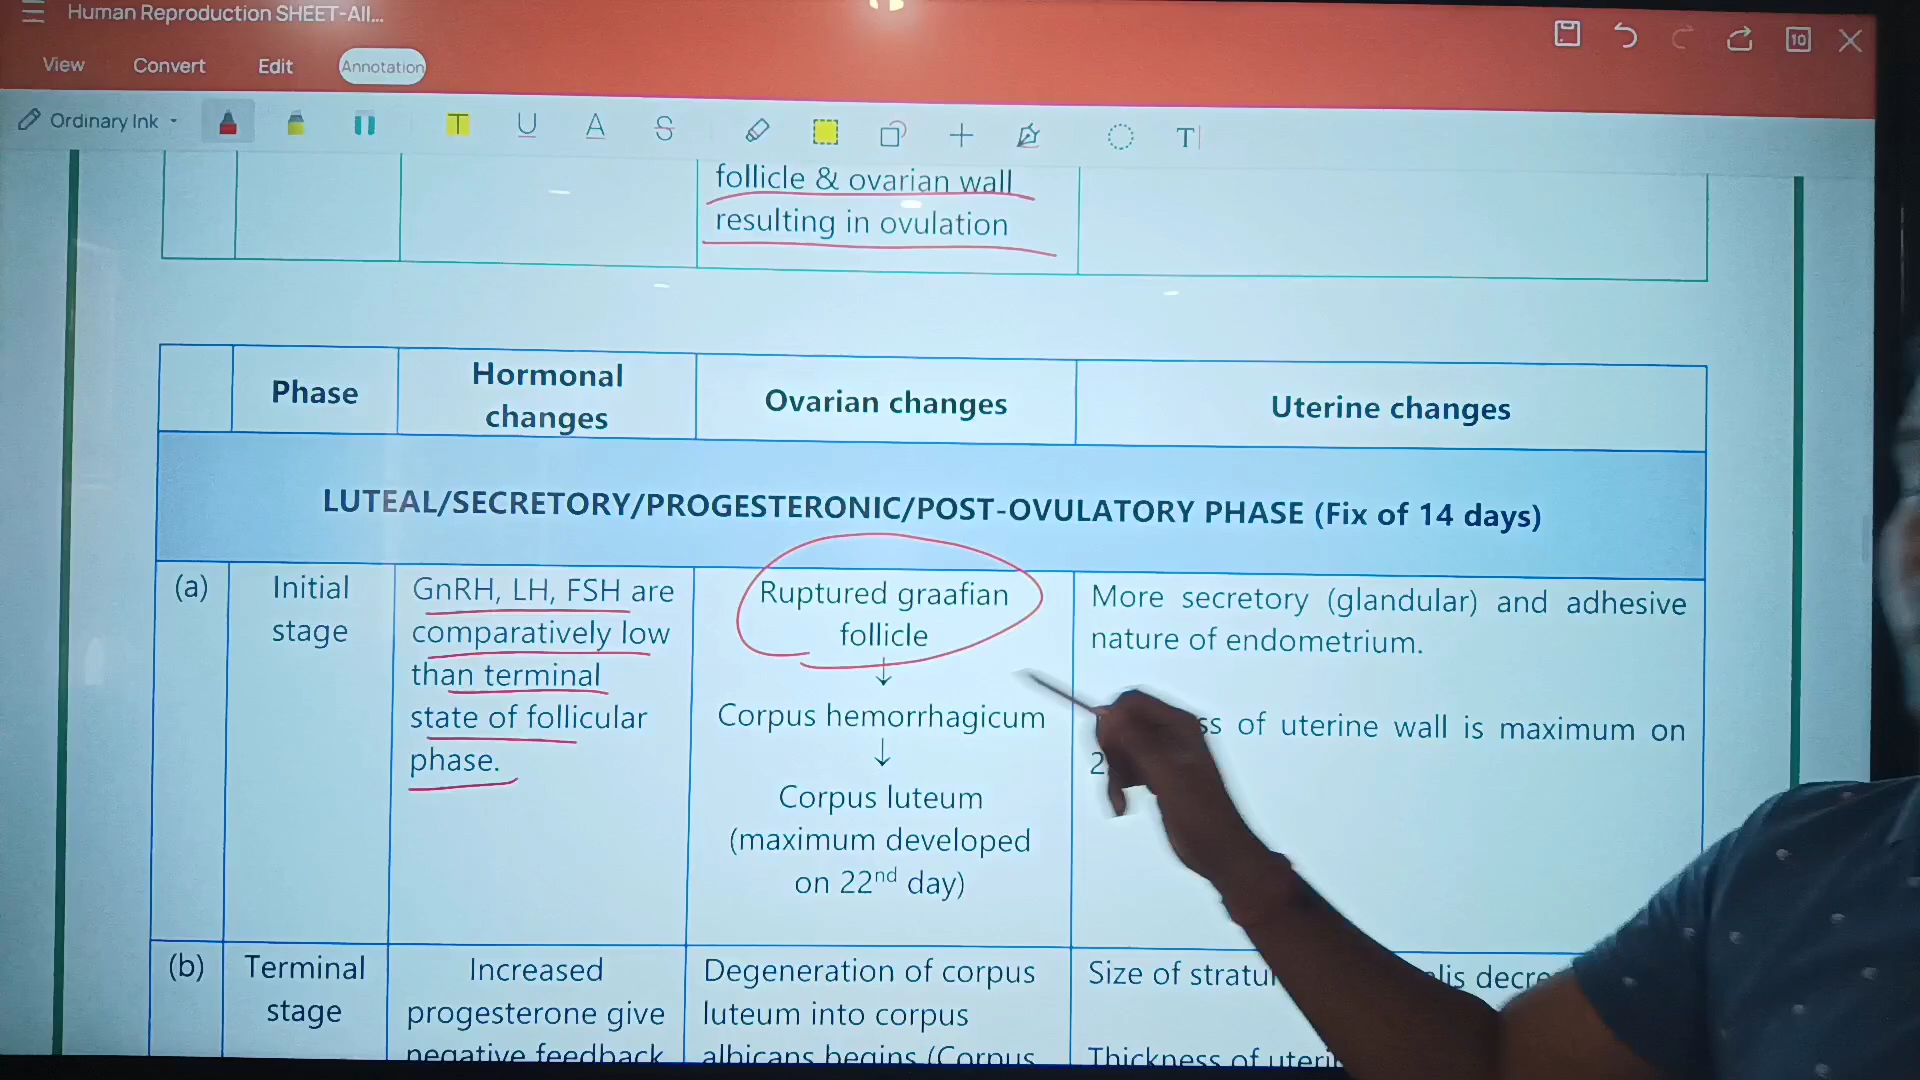 Human Reproduction SHEET-All...
View Convert Edit Annotation
10
Ordinary Ink
T U A S T
follicle & ovarian wall
resulting in ovulation
Phase
Hormonal
changes
Ovarian changes
Uterine changes
LUTEAL/SECRETORY/PROGESTERONIC/POST-OVULATORY PHASE (Fix of 14 days)
(a)
Initial
stage
GnRH, LH, FSH are
comparatively low
than terminal
state of follicular
phase.
Ruptured graafian
follicle
↓
Corpus hemorrhagicum
↓
Corpus luteum
(maximum developed
on 22nd day)
More secretory (glandular) and adhesive
nature of endometrium.
of uterine wall is maximum on
(b)
Terminal
stage
Increased
progesterone give
negative feedback
Degeneration of corpus
luteum into corpus
albicans begins (Corpus
Size of
Thickness of